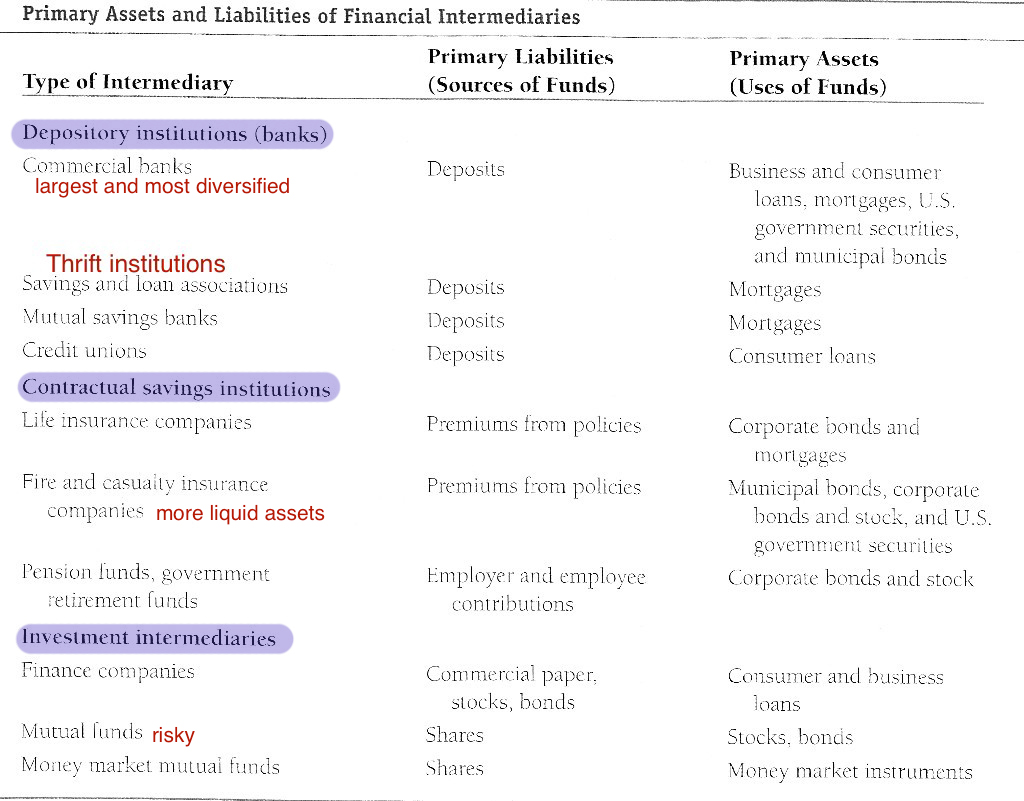 Primary Assets and Liabilities of Financial Intermediaries
Primary Liabilities Primary Assets
Type of Intermediary (Sources of Funds) (Uses of Funds)
Depository institutions (banks)
Commercial banks Deposits Business and consumer
largest and most diversified loans, mortgages, U.S.
government securities,
and municipal bonds
Thrift institutions
Savings and loan associations Deposits Mortgages
Mutual savings banks Deposits Mortgages
Credit unions Deposits Consumer loans
Contractual savings institutions
Life insurance companies Premiums from policies Corporate bonds and
mortgages
Fire and casualty insurance Premiums from policies Municipal bonds, corporate
companies more liquid assets bonds and stock, and U.S.
government securities
Pension funds, government Employer and employee Corporate bonds and stock
retirement funds contributions
Investment intermediaries
Finance companies Commercial paper, Consumer and business
stocks, bonds loans
Mutual funds risky Shares Stocks, bonds
Money market mutual funds Shares Money market instruments